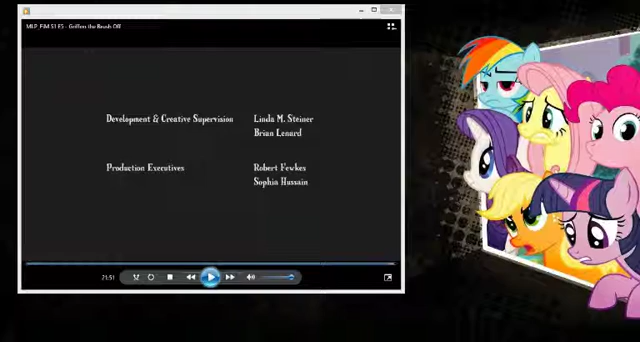 MLP_FiM S1 E5 - Griffon the Brush Off
Development & Creative Supervision Linda M. Steiner
Brian Lenard
Production Executives Robert Fewkes
Sophia Hussain
21:51